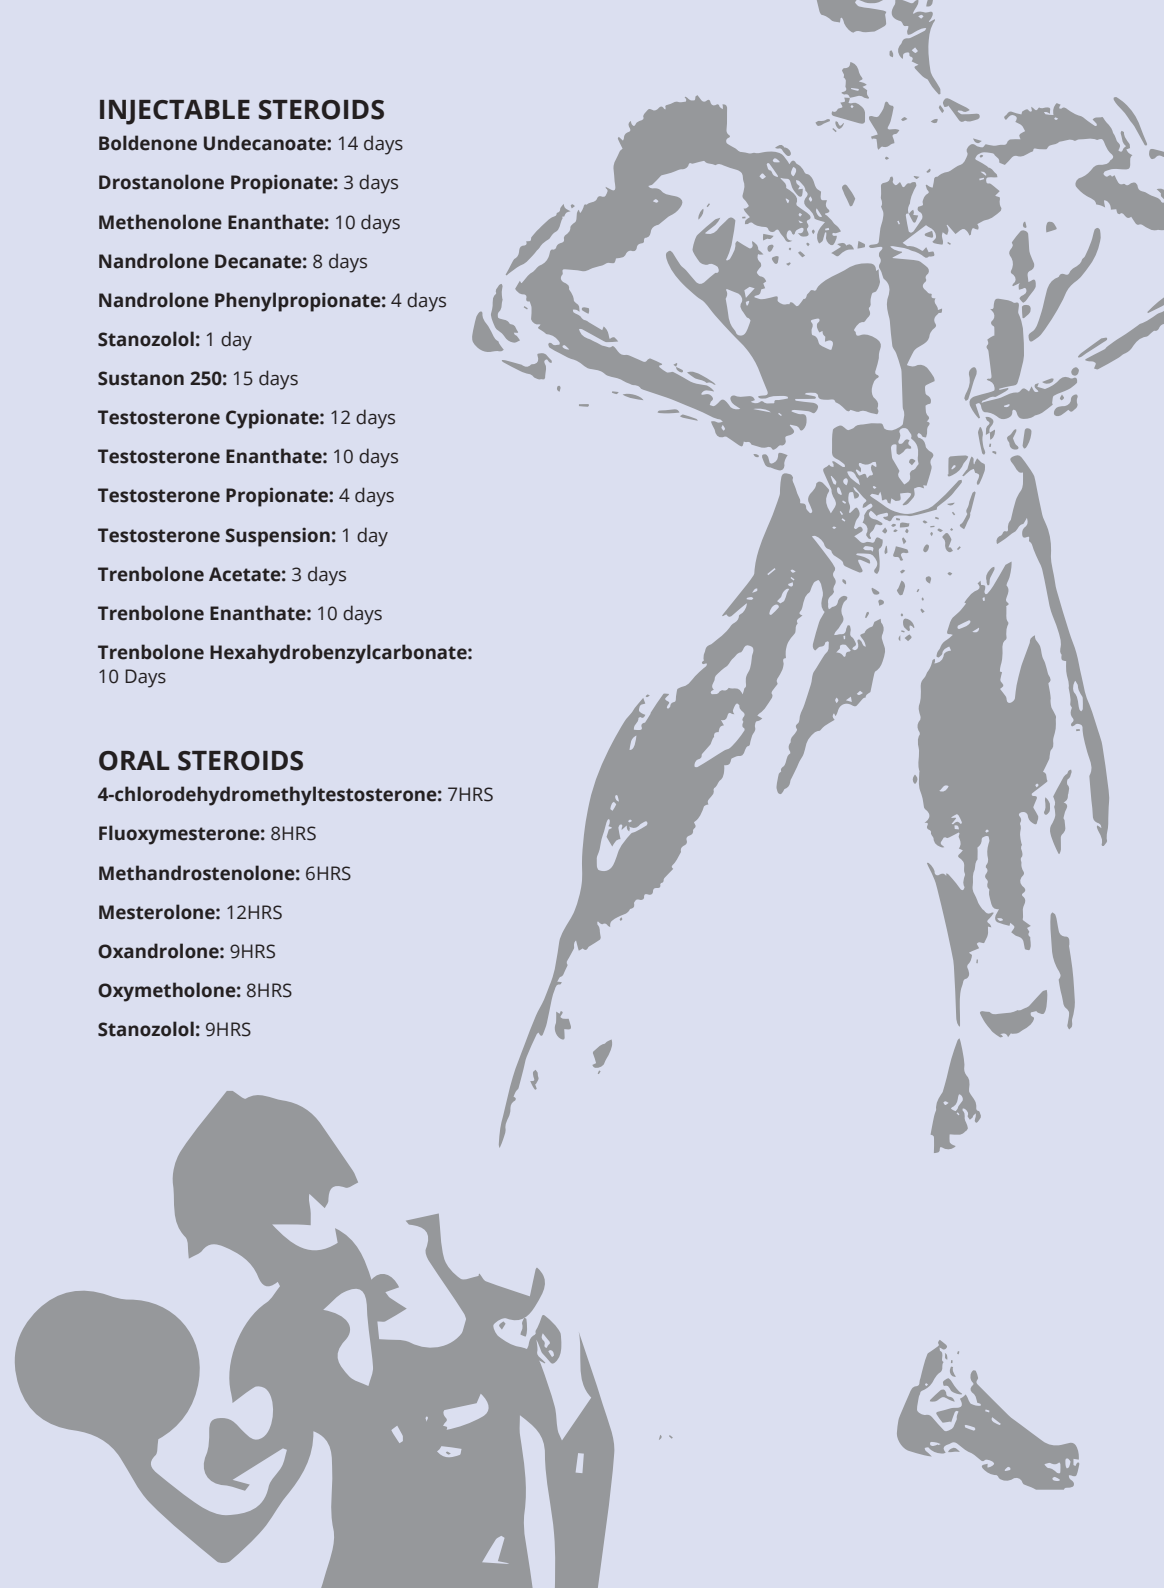 INJECTABLE STEROIDS
Boldenone Undecanoate: 14 days
Drostanolone Propionate: 3 days
Methenolone Enanthate: 10 days
Nandrolone Decanate: 8 days
Nandrolone Phenylpropionate: 4 days
Stanozolol: 1 day
Sustanon 250: 15 days
Testosterone Cypionate: 12 days
Testosterone Enanthate: 10 days
Testosterone Propionate: 4 days
Testosterone Suspension: 1 day
Trenbolone Acetate: 3 days
Trenbolone Enanthate: 10 days
Trenbolone Hexahydrobenzylcarbonate:
10 Days
ORAL STEROIDS
4-chlorodehydromethyltestosterone: 7HRS
Fluoxymesterone: 8HRS
Methandrostenolone: 6HRS
Mesterolone: 12HRS
Oxandrolone: 9HRS
Oxymetholone: 8HRS
Stanozolol: 9HRS